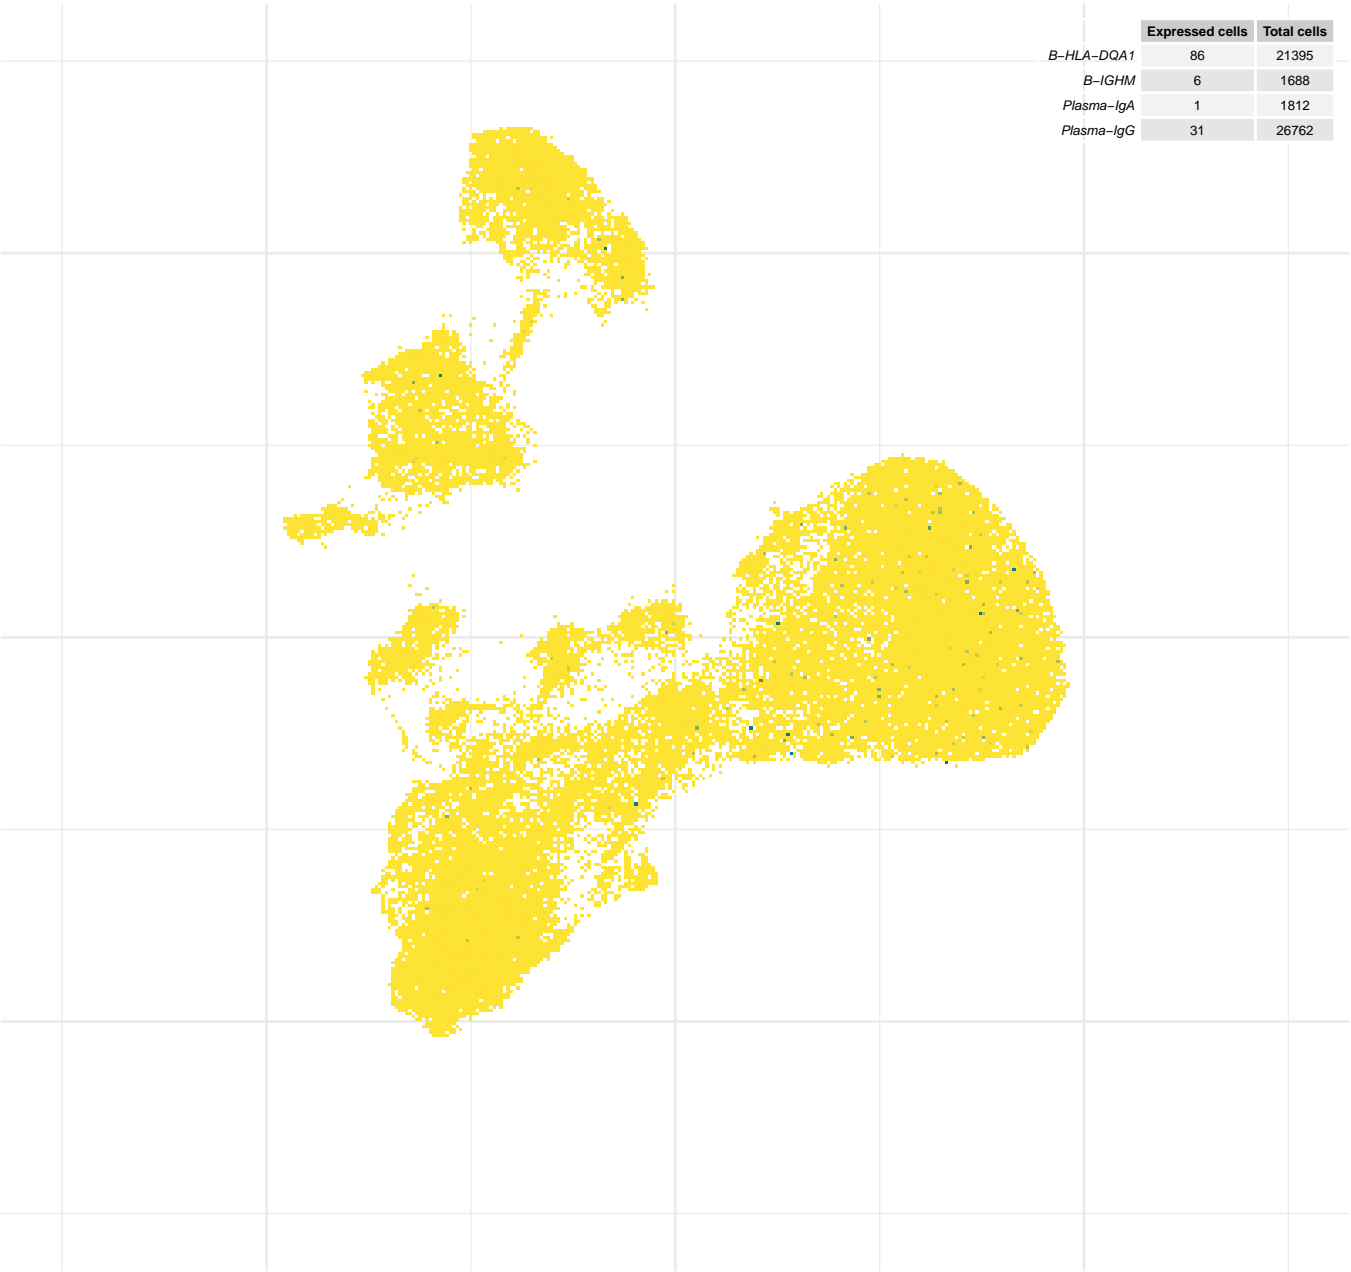 Expressed cells Total cells
B−HLA−DQA1 86 21395
B−IGHM 6 1688
Plasma−IgA 1 1812
Plasma−IgG 31 26762